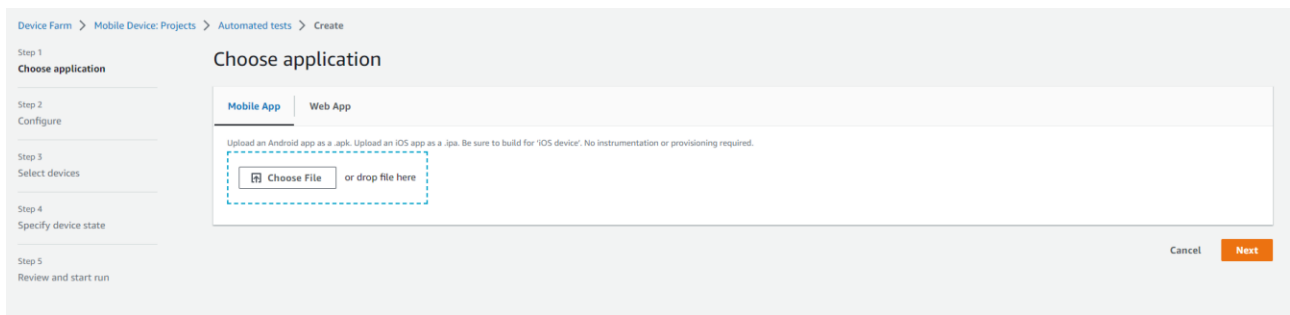 Device Farm > Mobile Device: Projects > Automated tests > Create
Step 1
Choose application
Step 2
Configure
Step 3
Select devices
Step 4
Specify device state
Step 5
Review and start run
Choose application
Mobile App
Web App
Upload an Android app as a .apk. Upload an iOS app as a .ipa. Be sure to build for 'iOS device'. No instrumentation or provisioning required.
Choose File or drop file here
Cancel Next